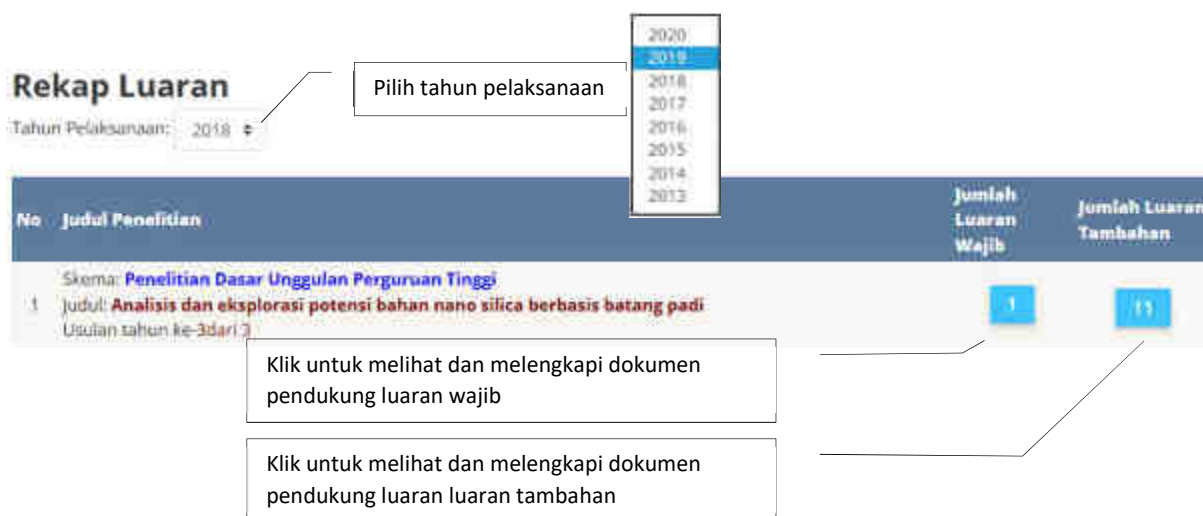 2020
2019
2018
2017
2016
2015
2014
2013
Rekap Luaran
Pilih tahun pelaksanaan
Tahun Pelaksanaan: 2018
No Judul Penelitian Jumlah Luaran Wajib Jumlah Luaran Tambahan
Skema: Penelitian Dasar Unggulan Perguruan Tinggi
1 Judul: Analisis dan eksplorasi potensi bahan nano silica berbasis batang padi 1 11
Usulan tahun ke-3dari 3
Klik untuk melihat dan melengkapi dokumen
pendukung luaran wajib
Klik untuk melihat dan melengkapi dokumen
pendukung luaran luaran tambahan